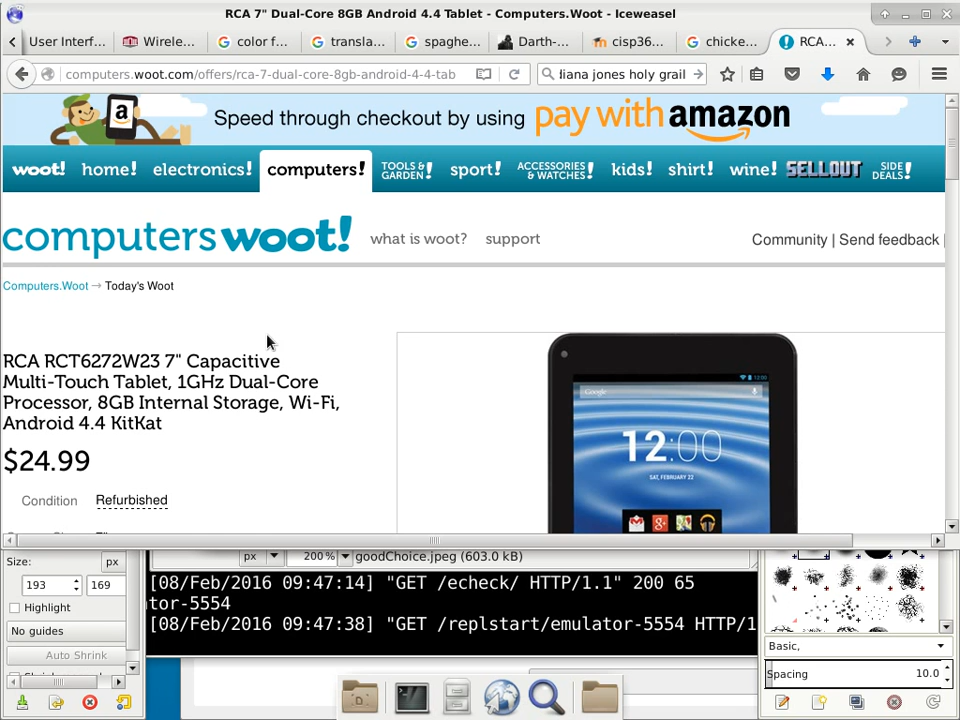 RCA 7" Dual-Core 8GB Android 4.4 Tablet - Computers.Woot - Iceweasel
User Interf... Wirele... color f... transla... spaghe... Darth-... cisp36... chicke... RCA...
computers.woot.com/offers/rca-7-dual-core-8gb-android-4-4-tab
liana jones holy grail
Speed through checkout by using pay with amazon
woot! home! electronics! computers! TOOLS & GARDEN! sport! ACCESSORIES & WATCHES! kids! shirt! wine! SELLOUT SIDE DEALS!
computers woot! what is woot? support Community | Send feedback |
Computers.Woot → Today's Woot
RCA RCT6272W23 7" Capacitive
Multi-Touch Tablet, 1GHz Dual-Core
Processor, 8GB Internal Storage, Wi-Fi,
Android 4.4 KitKat
$24.99
Condition Refurbished
12:00
Google
12:00
SAT, FEBRUARY 22
Size: px
193 169
Highlight
No guides
Auto Shrink
px 200% goodChoice.jpeg (603.0 kB)
[08/Feb/2016 09:47:14] "GET /echeck/ HTTP/1.1" 200 65
tor-5554
[08/Feb/2016 09:47:38] "GET /replstart/emulator-5554 HTTP/1
Basic,
Spacing 10.0